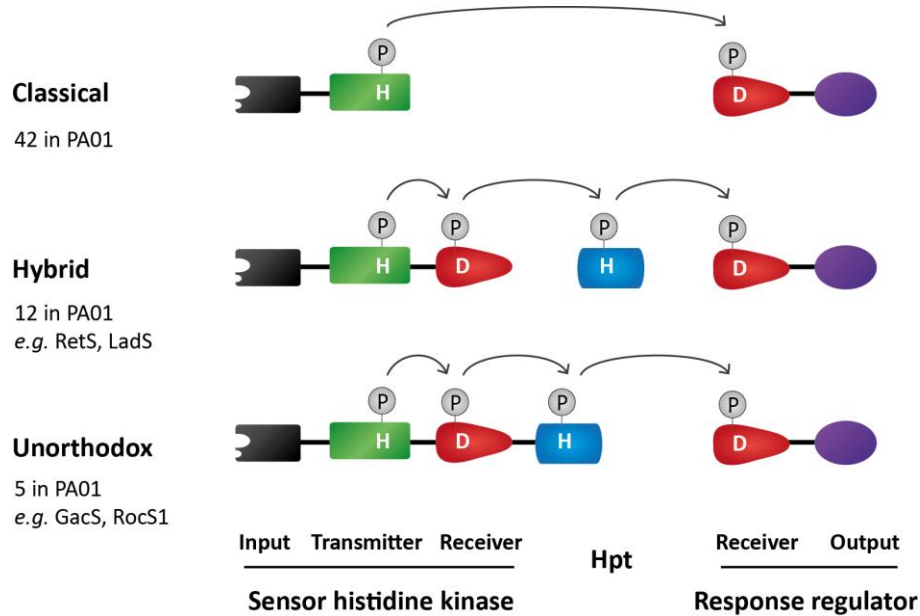 P P
Classical
H D
42 in PA01
P P P P
Hybrid
H D H D
12 in PA01
e.g. RetS, LadS
P P P P
Unorthodox
H D H D
5 in PA01
e.g. GacS, RocS1
Input Transmitter Receiver Hpt Receiver Output
Sensor histidine kinase Response regulator